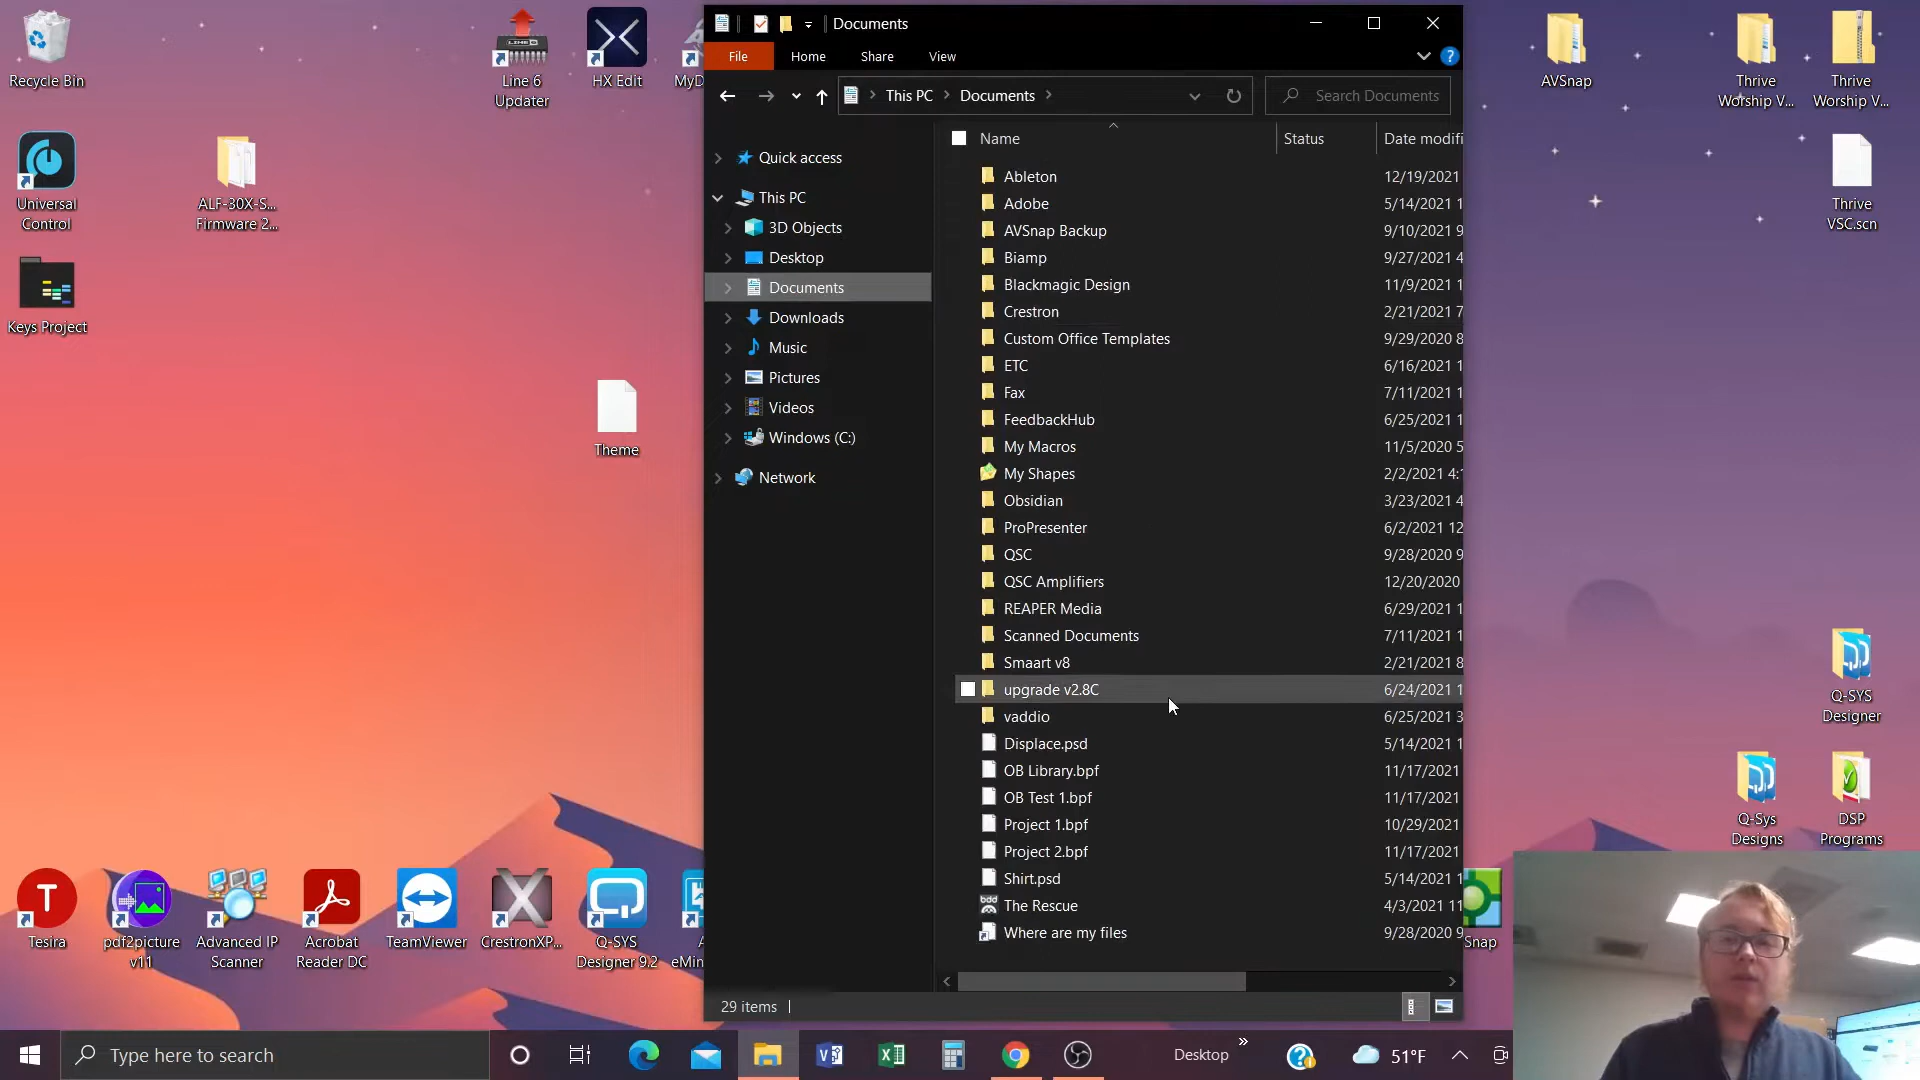 Recycle Bin
Universal
Control
Keys Project
ALF-30X-S...
Firmware 2...
Line 6
Updater
HX Edit
Theme
Tesira
pdf2picture
v11
Advanced IP
Scanner
Acrobat
Reader DC
TeamViewer
CrestronXP...
Q-SYS
Designer 9.2
Documents
File
Home
Share
View
This PC
Documents
Search Documents
Name
Status
Date modifi
Quick access
This PC
3D Objects
Desktop
Documents
Downloads
Music
Pictures
Videos
Windows (C:)
Network
Ableton 12/19/2021
Adobe 5/14/2021 1
AVSnap Backup 9/10/2021 9
Biamp 9/27/2021 4
Blackmagic Design 11/9/2021 1
Crestron 2/21/2021 7
Custom Office Templates 9/29/2020 8
ETC 6/16/2021 1
Fax 7/11/2021 1
FeedbackHub 6/25/2021 1
My Macros 11/5/2020 5
My Shapes 2/2/2021 4:
Obsidian 3/23/2021 4
ProPresenter 6/2/2021 12
QSC 9/28/2020 9
QSC Amplifiers 12/20/2020
REAPER Media 6/29/2021 1
Scanned Documents 7/11/2021 1
Smaart v8 2/21/2021 8
upgrade v2.8C 6/24/2021 1
vaddio 6/25/2021 3
Displace.psd 5/14/2021 1
OB Library.bpf 11/17/2021
OB Test 1.bpf 11/17/2021
Project 1.bpf 10/29/2021
Project 2.bpf 11/17/2021
Shirt.psd 5/14/2021 1
The Rescue 4/3/2021 11
Where are my files 9/28/2020 9
29 items
AVSnap
Thrive
Worship V...
Thrive
Worship V...
Thrive
VSC.scn
Q-SYS
Designer
Q-Sys
Designs
DSP
Programs
Snap
Type here to search
Desktop
51°F